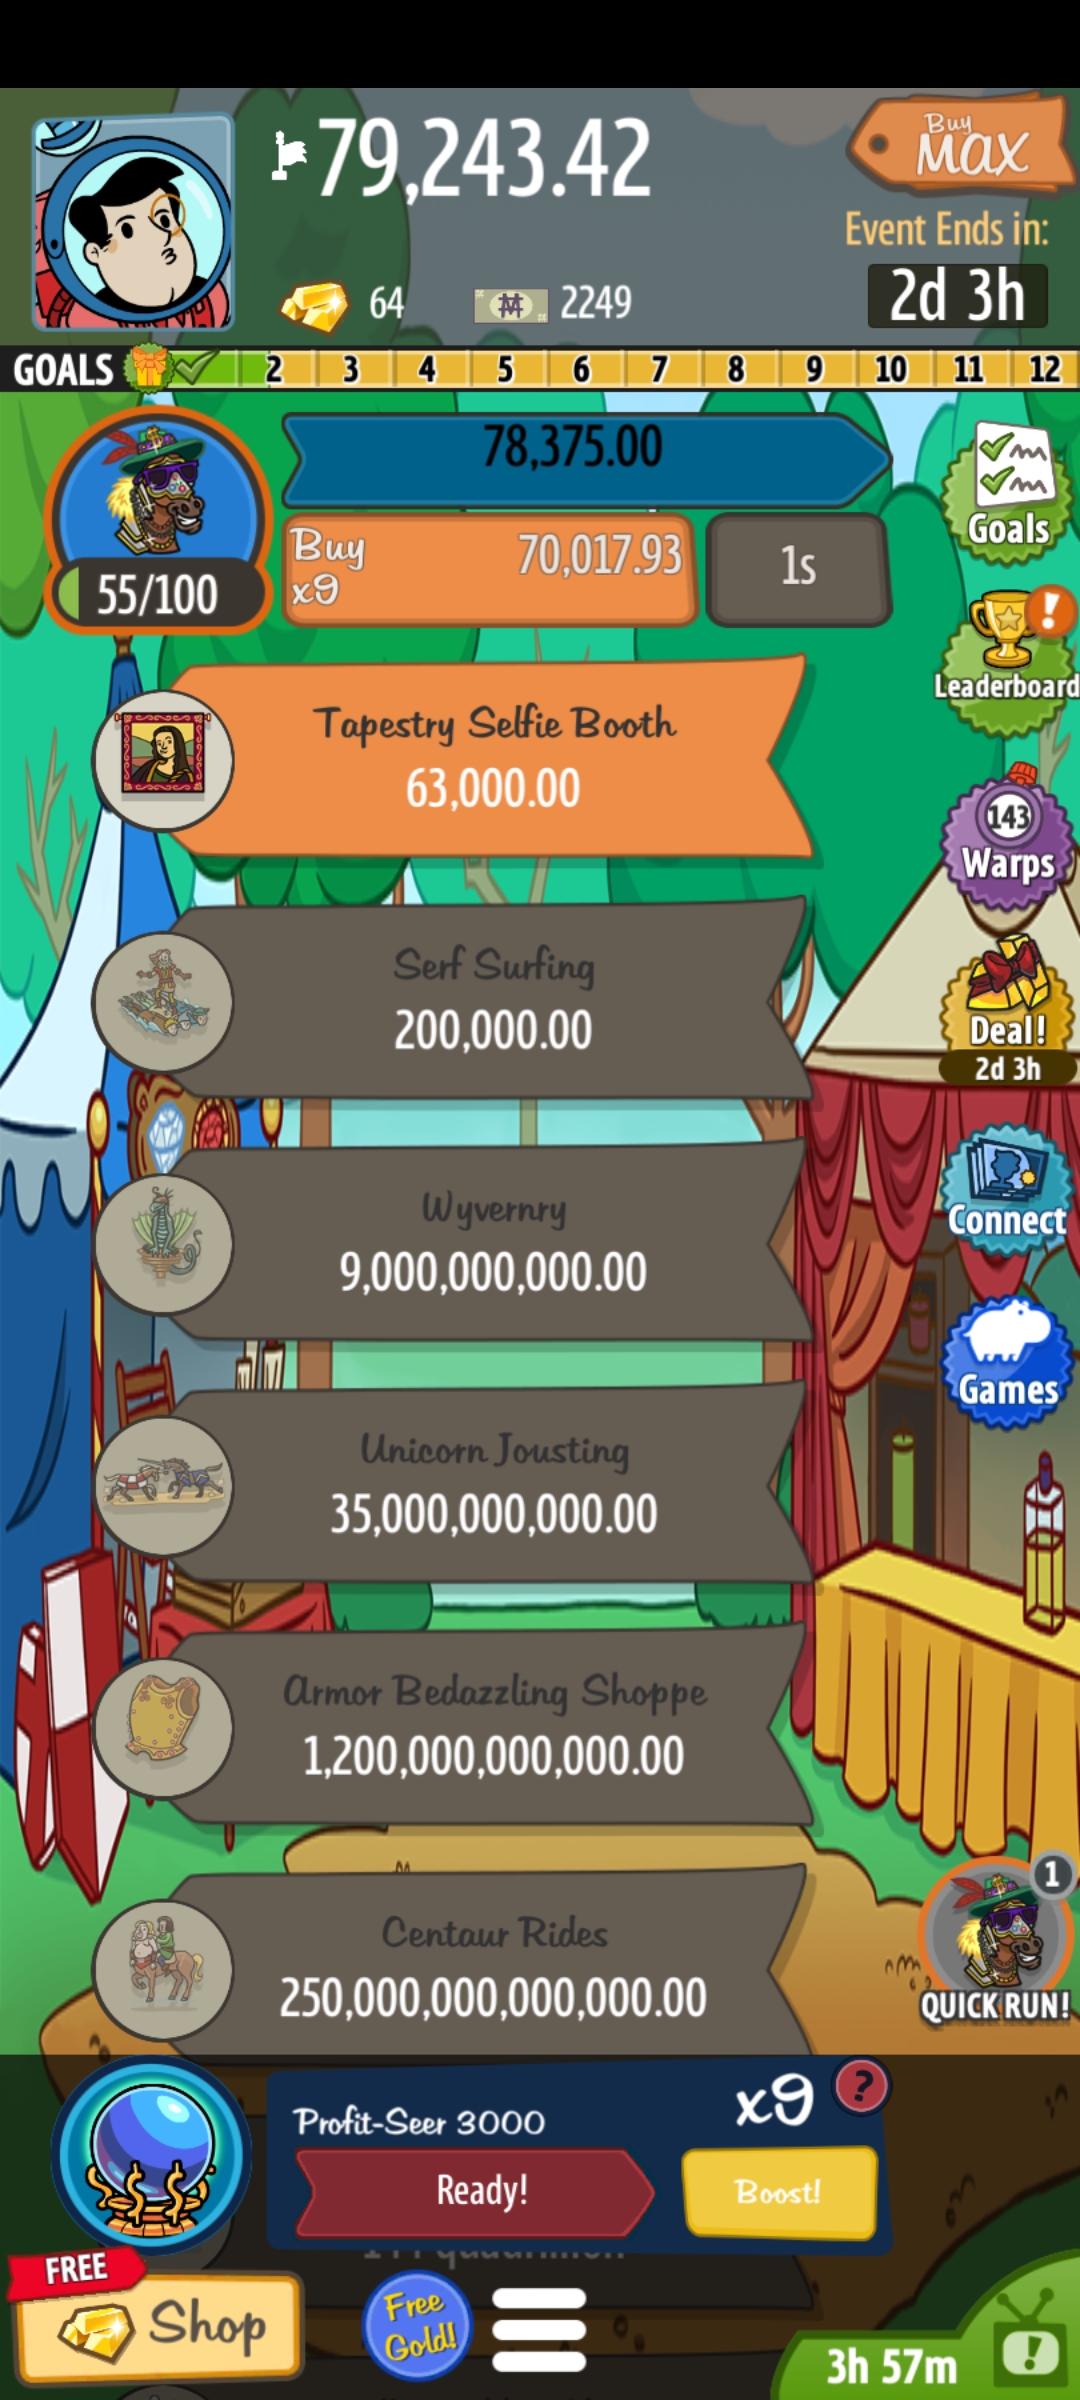 79,243.42
Buy
MAX
Event Ends in:
64
2249
2d 3h
GOALS 2 3 4 5 6 7 8 9 10 11 12
78,375.00
Buy
x9
70,017.93
1s
55/100
Goals
!
Leaderboard
Tapestry Selfie Booth
63,000.00
143
Warps
Serf Surfing
200,000.00
Deal!
2d 3h
Wyvernry
9,000,000,000.00
Connect
Games
Unicorn Jousting
35,000,000,000.00
Armor Bedazzling Shoppe
1,200,000,000,000.00
1
QUICK RUN!
Centaur Rides
250,000,000,000,000.00
Profit-Seer 3000
x9
?
Ready!
Boost!
FREE
Shop
Free
Gold!
3h 57m
!